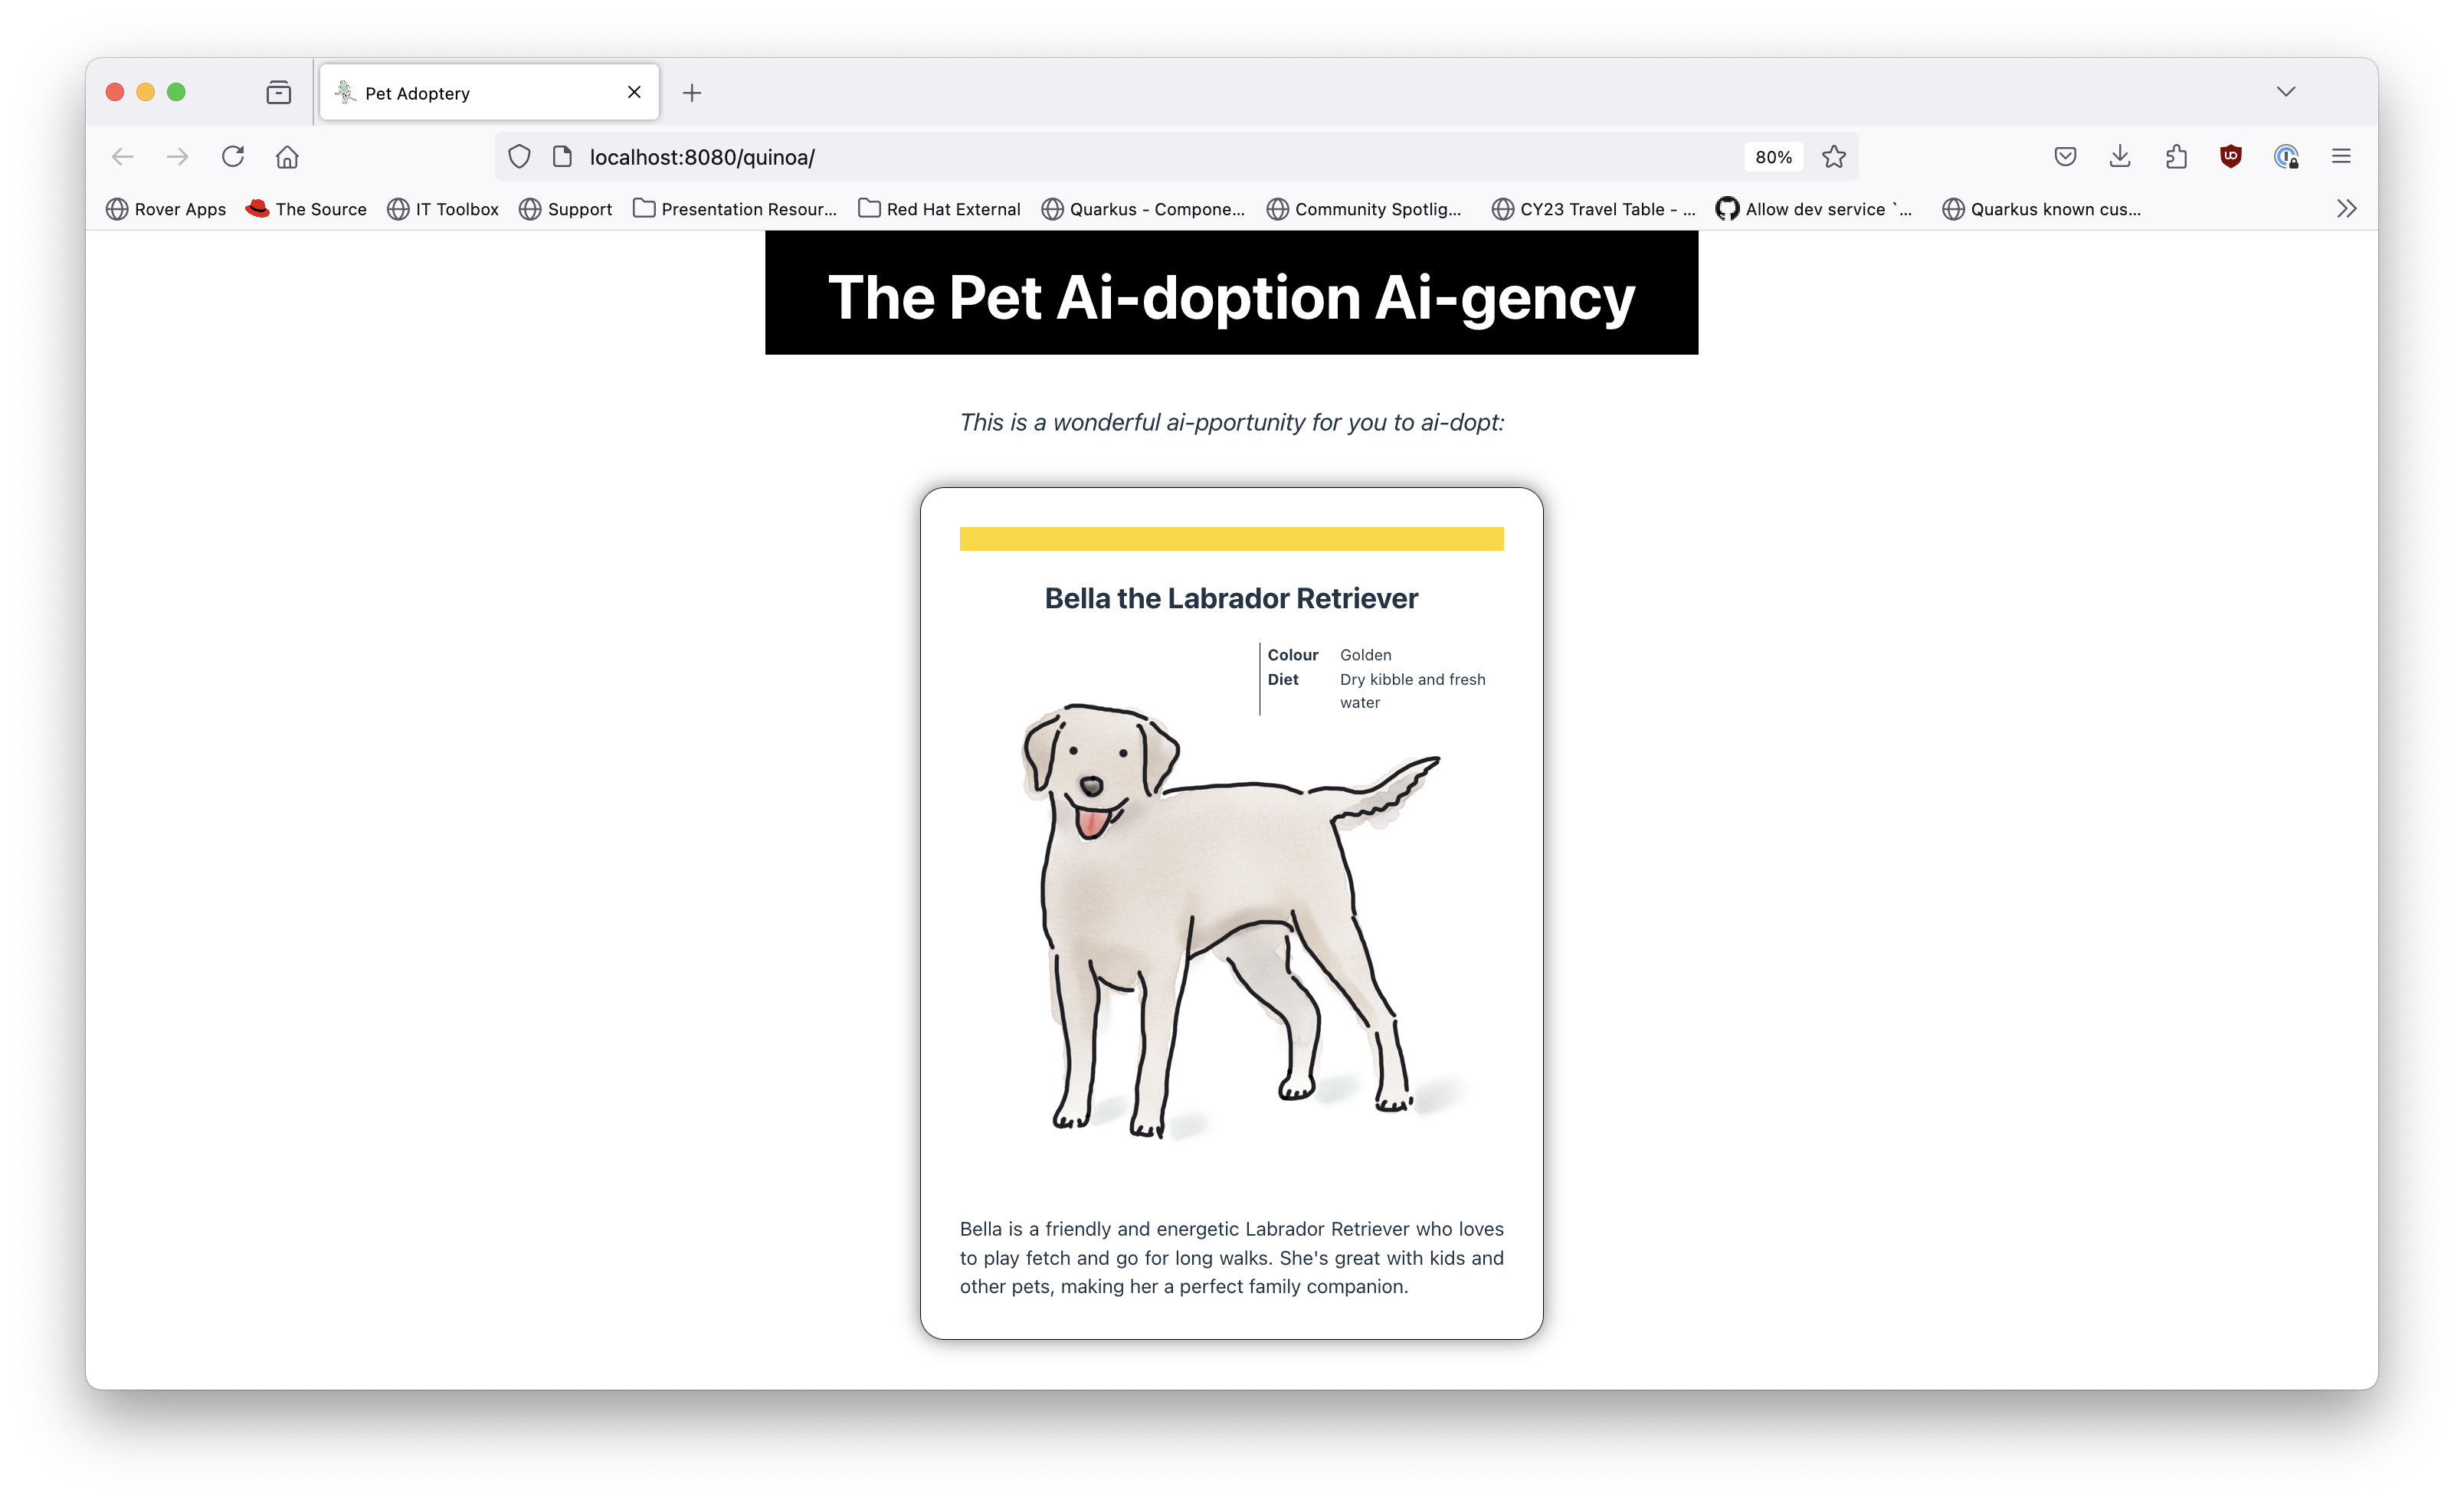 Pet Adoptery
localhost:8080/quinoa/
80%
Rover Apps
The Source
IT Toolbox
Support
Presentation Resour...
Red Hat External
Quarkus - Compone...
Community Spotlig...
CY23 Travel Table - ...
Allow dev service `...
Quarkus known cus...
The Pet Ai-doption Ai-gency
This is a wonderful ai-pportunity for you to ai-dopt:
Bella the Labrador Retriever
Colour Golden
Diet Dry kibble and fresh
water
Bella is a friendly and energetic Labrador Retriever who loves
to play fetch and go for long walks. She's great with kids and
other pets, making her a perfect family companion.